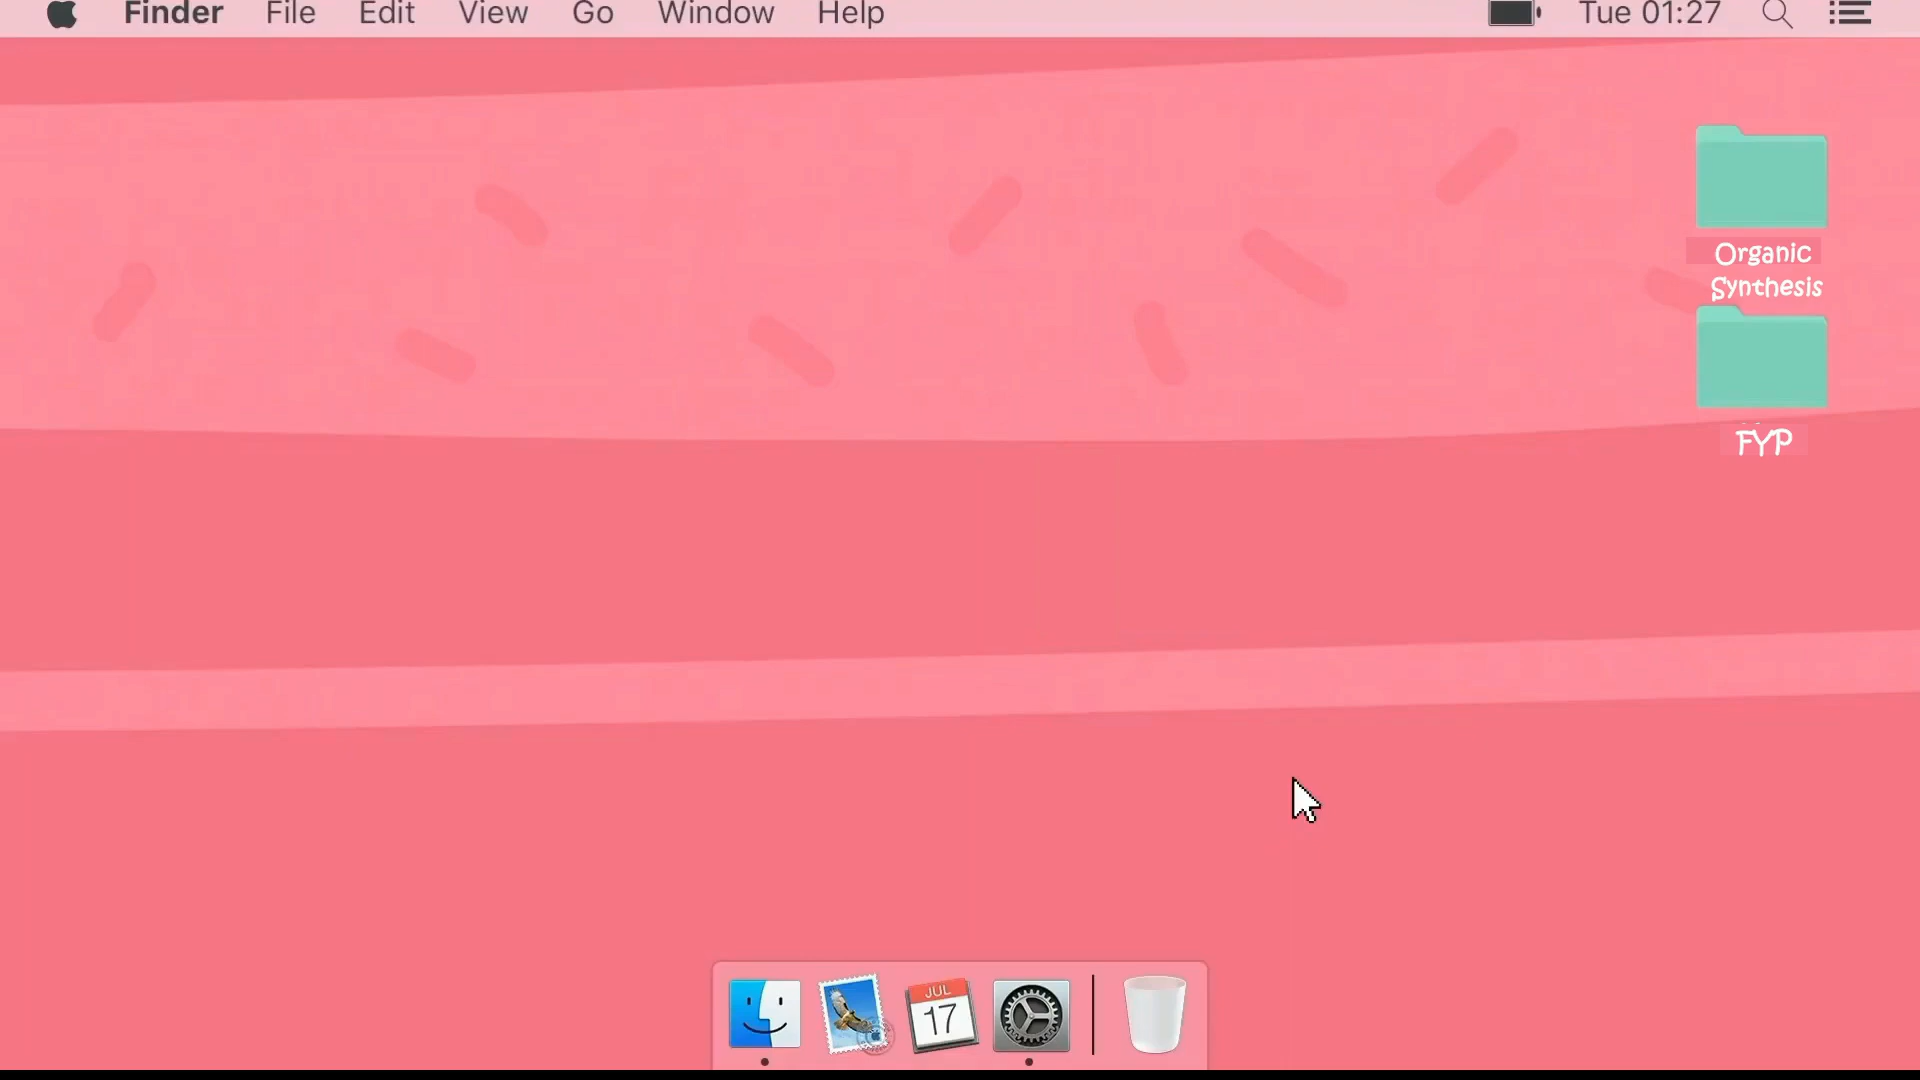 Finder File Edit View Go Window Help Tue 01:27
Organic
Synthesis
FYP
JUL
17